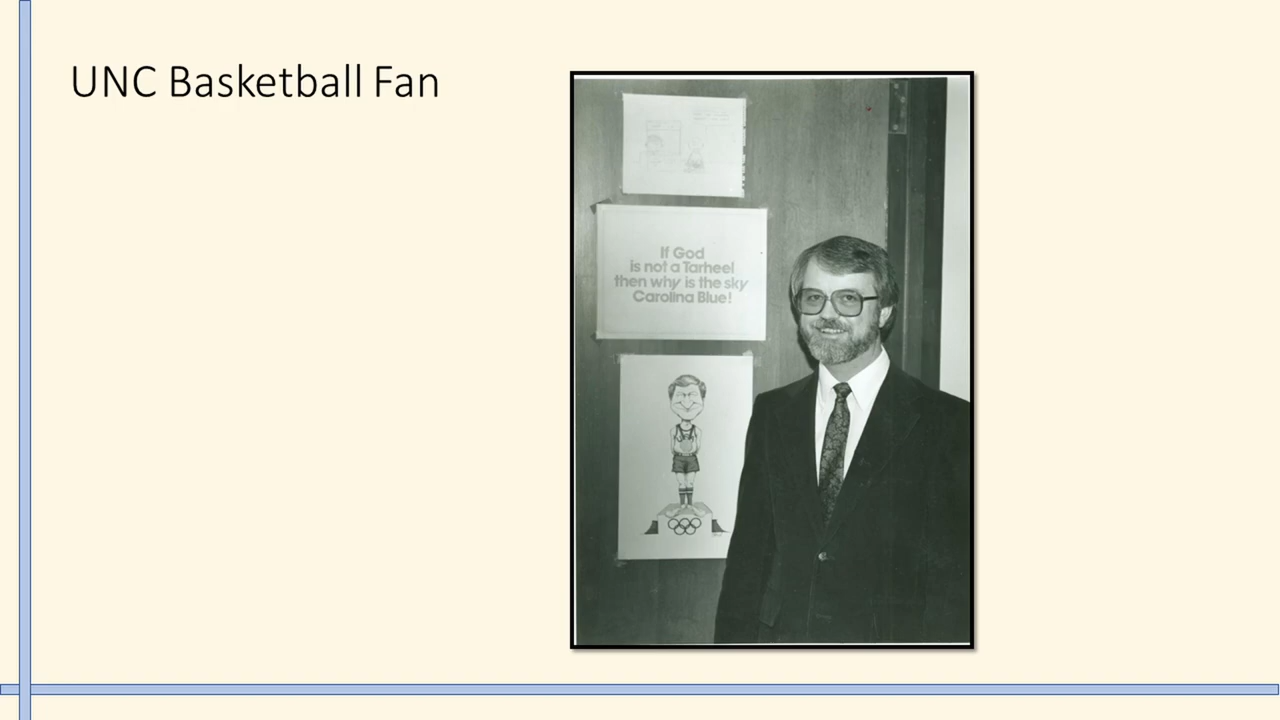 UNC Basketball Fan
If God
is not a Tarheel
then why is the sky
Carolina Blue!